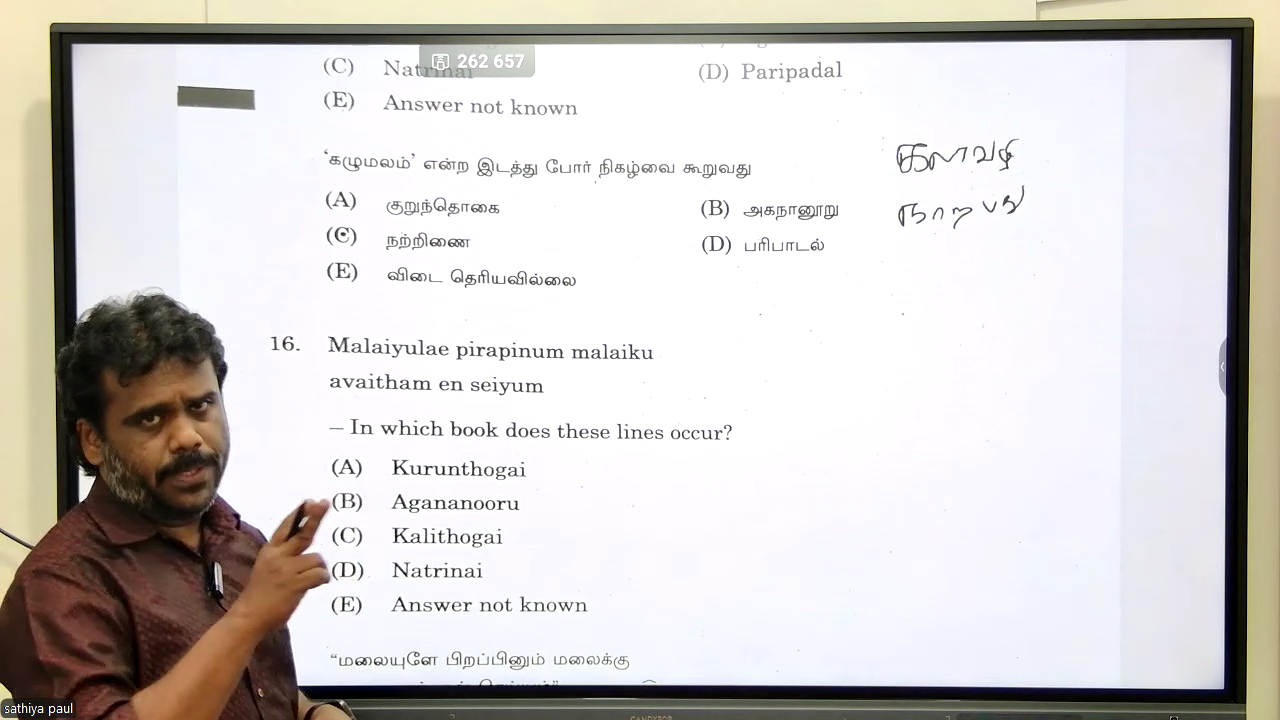 262 657
(C) Natrinai (D) Paripadal
(E) Answer not known
‘கழுமலம்’ என்ற இடத்து போர் நிகழ்வை கூறுவது
(A) குறுந்தொகை (B) அகநானூறு
(C) நற்றிணை (D) பரிபாடல்
(E) விடை தெரியவில்லை
களவழி
நாற்பது
16. Malaiyulae pirapinum malaiku
avaitham en seiyum
– In which book does these lines occur?
(A) Kurunthogai
(B) Agananooru
(C) Kalithogai
(D) Natrinai
(E) Answer not known
“மலையுளே பிறப்பினும் மலைக்கு
sathiya paul